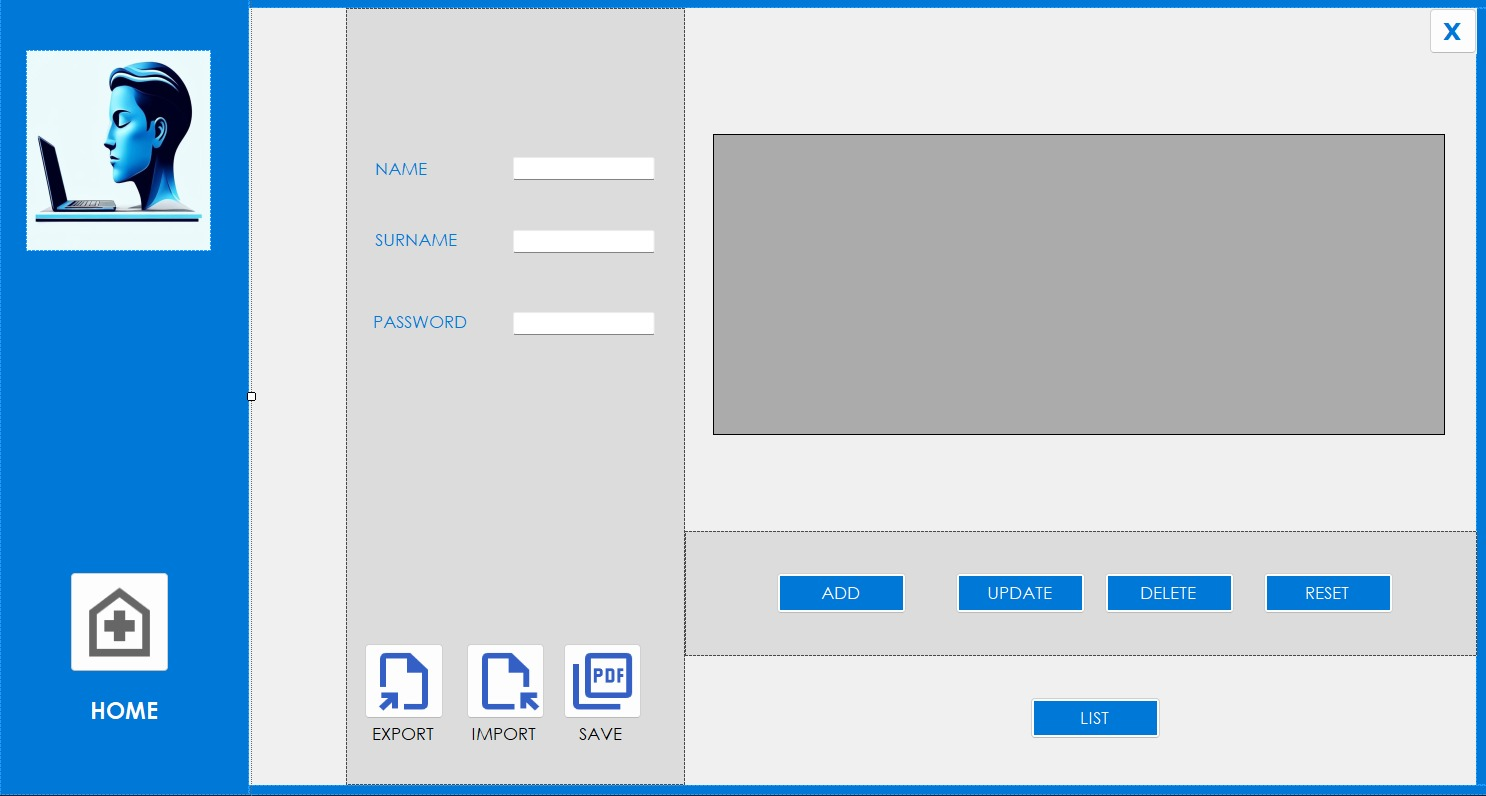 X
NAME
SURNAME
PASSWORD
ADD
UPDATE
DELETE
RESET
PDF
EXPORT
IMPORT
SAVE
HOME
LIST